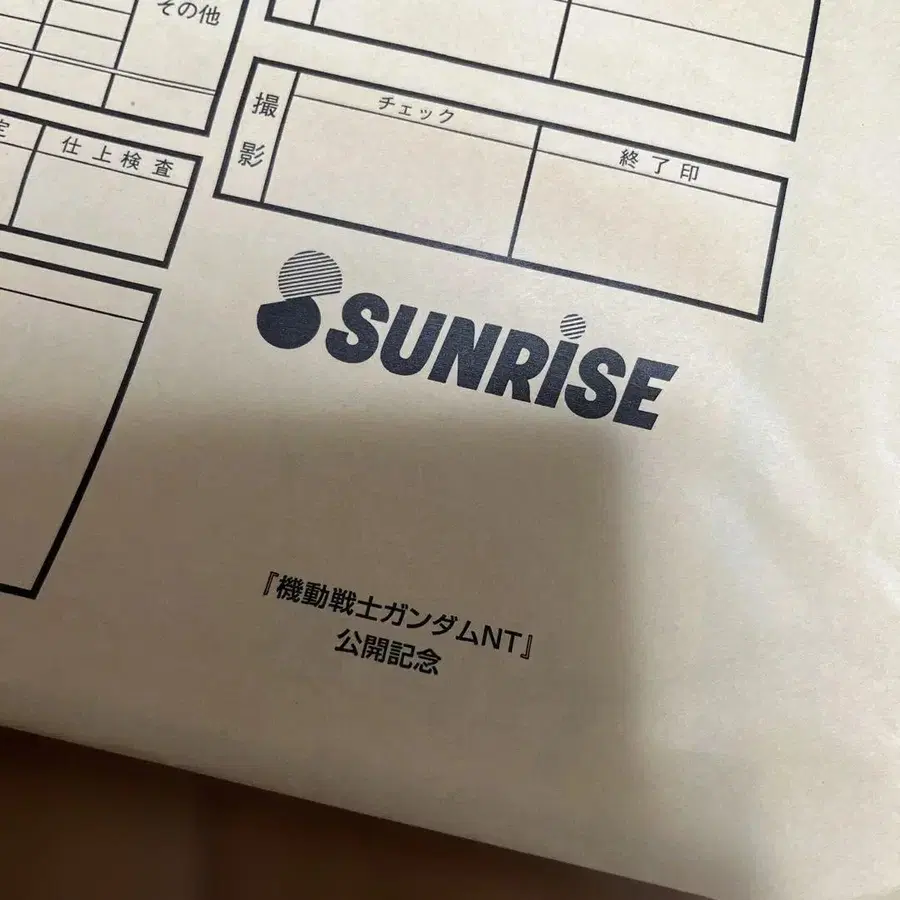 その他
撮影
チェック
終了印
定
仕上検査
SUNRISE
『機動戦士ガンダムNT』
公開記念